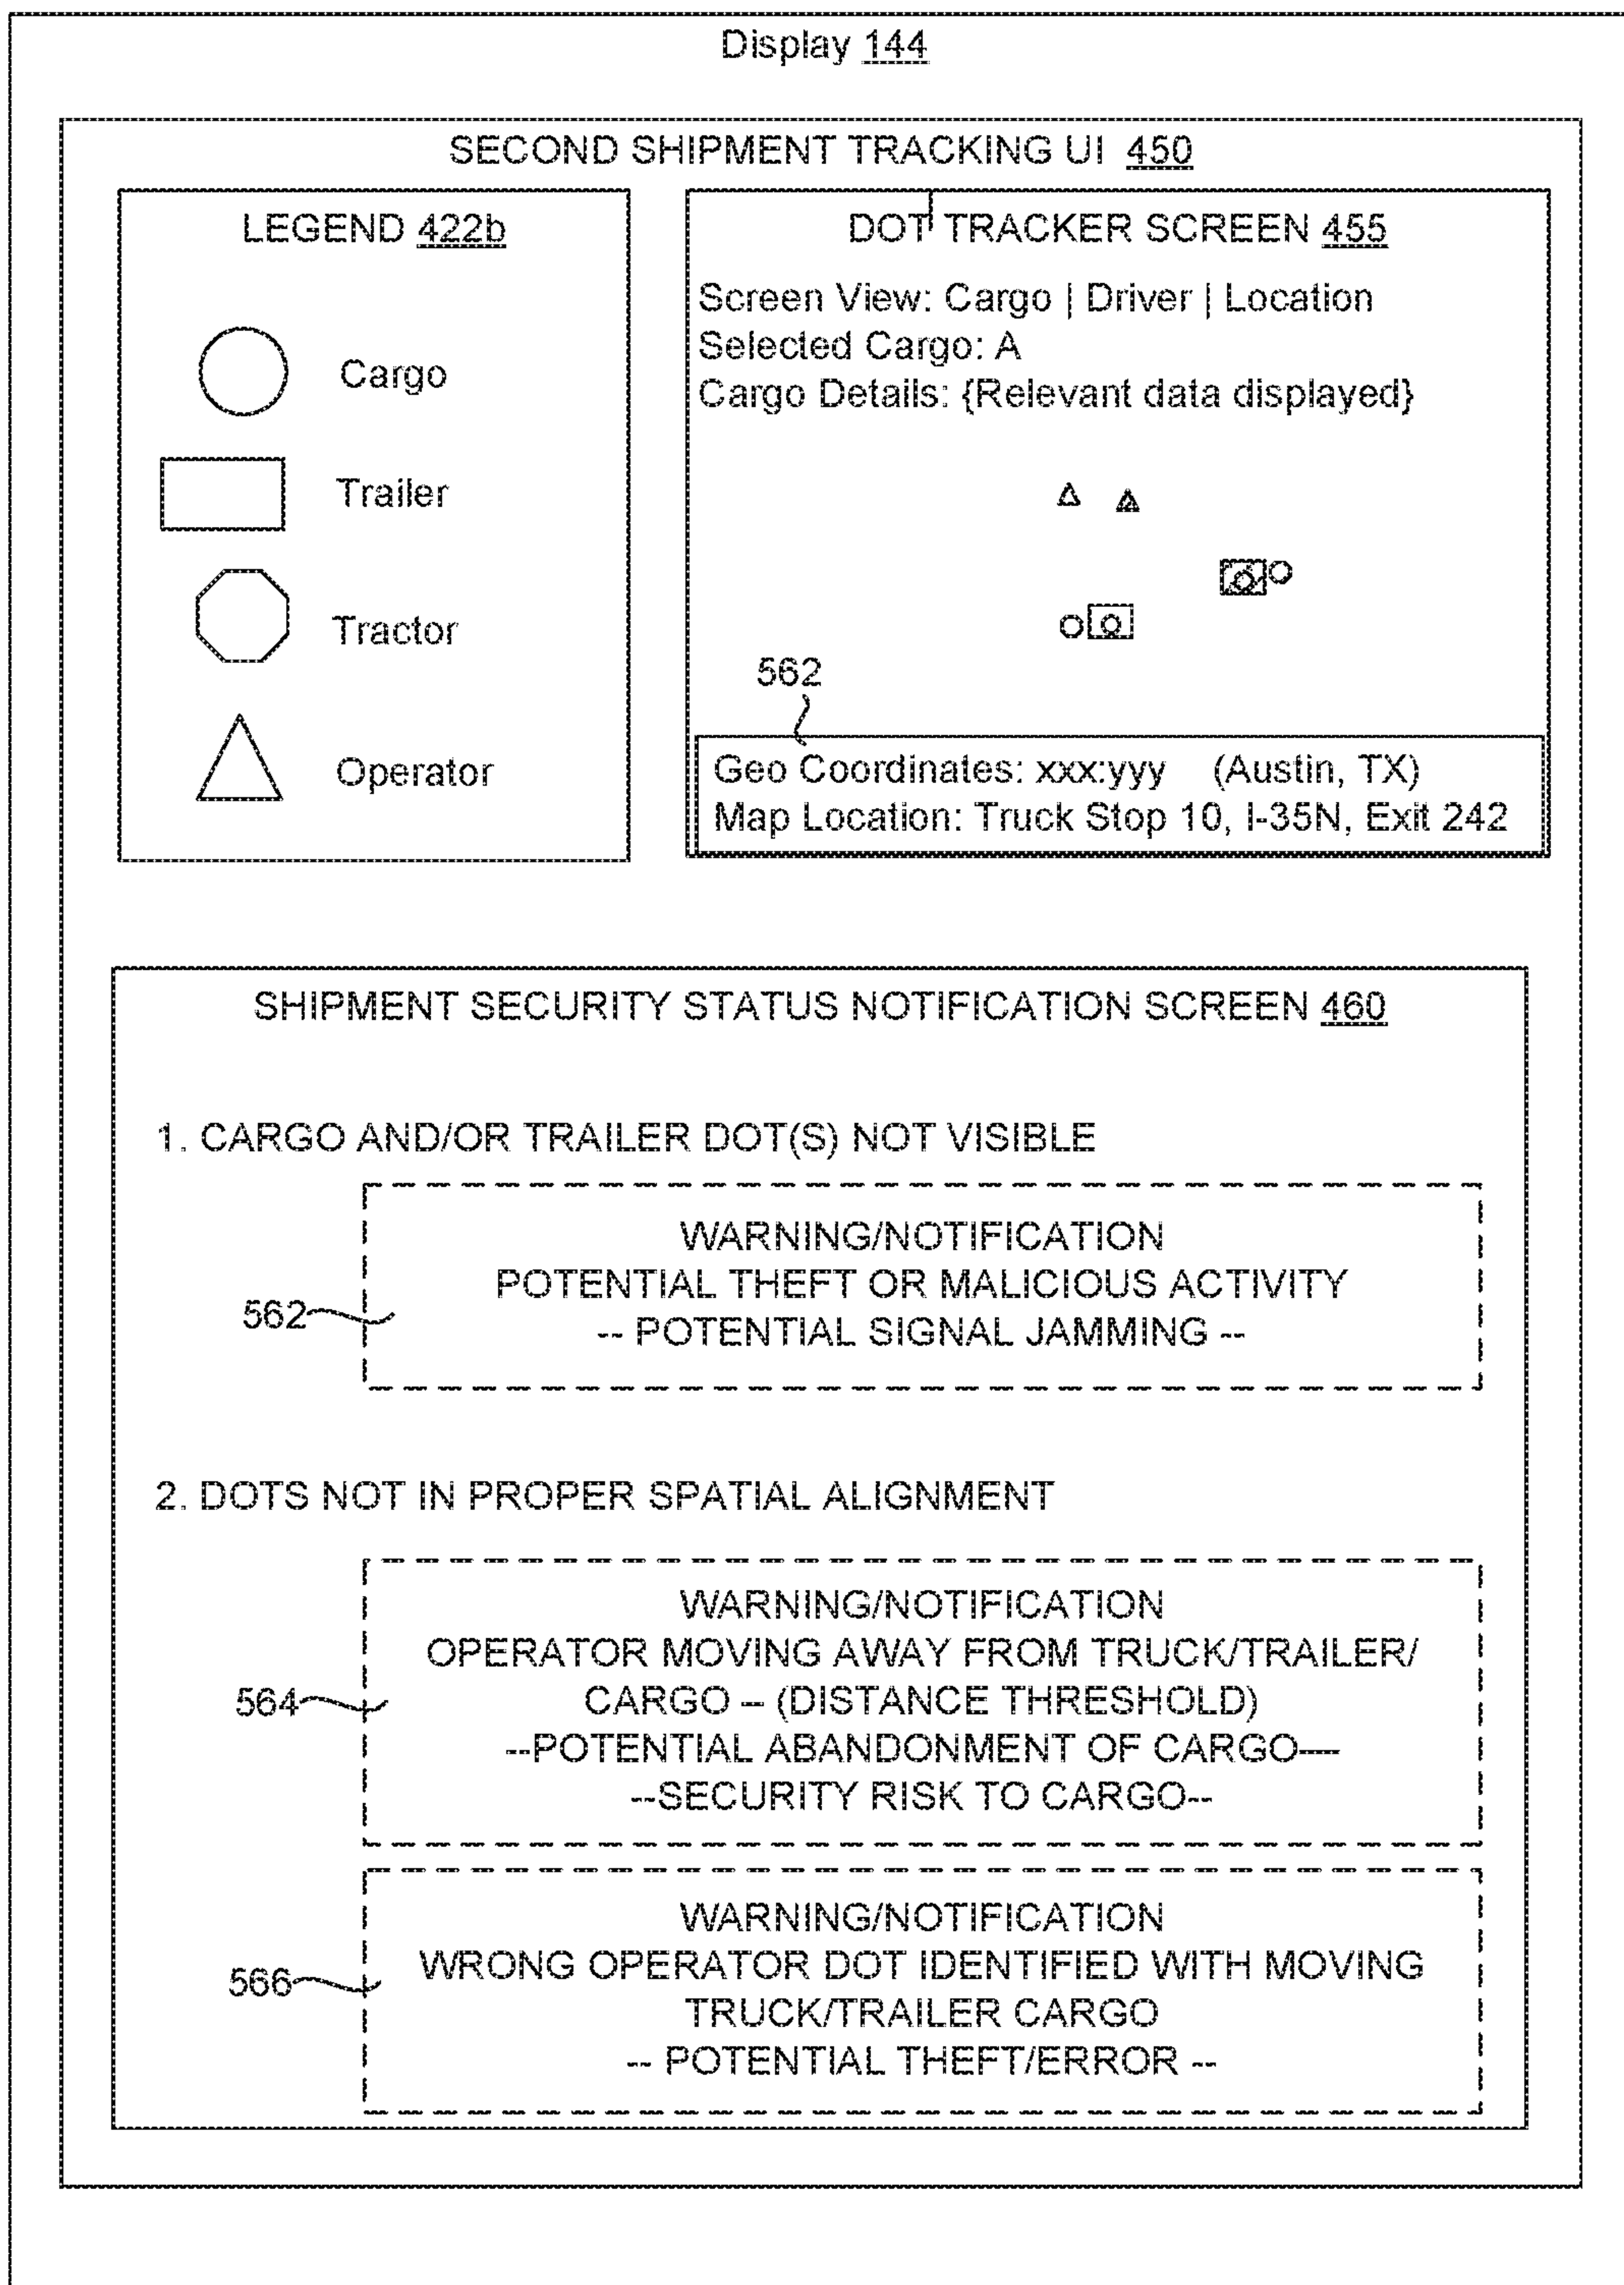 Display 144
SECOND SHIPMENT TRACKING UI 450
LEGEND 422b
Cargo
Trailer
Tractor
Operator
DOT TRACKER SCREEN 455
Screen View: Cargo | Driver | Location
Selected Cargo: A
Cargo Details: {Relevant data displayed}
562
Geo Coordinates: xxx:yyy (Austin, TX)
Map Location: Truck Stop 10, I-35N, Exit 242
SHIPMENT SECURITY STATUS NOTIFICATION SCREEN 460
1. CARGO AND/OR TRAILER DOT(S) NOT VISIBLE
WARNING/NOTIFICATION
POTENTIAL THEFT OR MALICIOUS ACTIVITY
-- POTENTIAL SIGNAL JAMMING --
562
2. DOTS NOT IN PROPER SPATIAL ALIGNMENT
WARNING/NOTIFICATION
OPERATOR MOVING AWAY FROM TRUCK/TRAILER/
CARGO – (DISTANCE THRESHOLD)
--POTENTIAL ABANDONMENT OF CARGO—
--SECURITY RISK TO CARGO--
564
WARNING/NOTIFICATION
WRONG OPERATOR DOT IDENTIFIED WITH MOVING
TRUCK/TRAILER CARGO
-- POTENTIAL THEFT/ERROR --
566